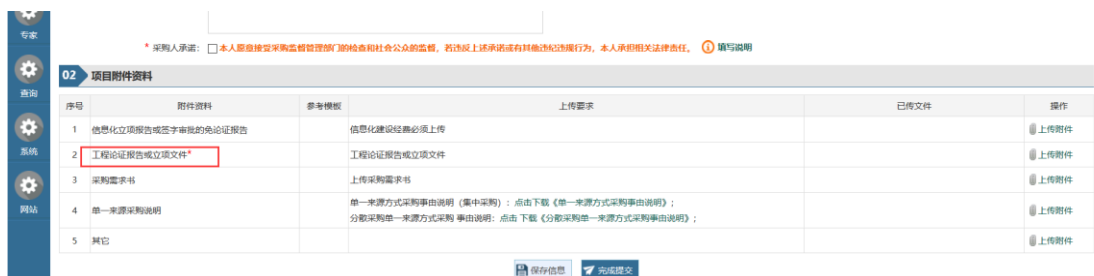 专家
* 采购人承诺: 本人愿意接受采购监督管理部门的检查和社会公众的监督，若违反上述承诺或有其他违纪违规行为，本人承担相关法律责任。 填写说明
查询
系统
网站
02 项目附件资料
序号 附件资料 参考模板 上传要求 已传文件 操作
1 信息化立项报告或签字审批的免论证报告 信息化建设经费必须上传 上传附件
2 工程论证报告或立项文件* 工程论证报告或立项文件 上传附件
3 采购需求书 上传采购需求书 上传附件
4 单一来源采购说明 单一来源方式采购事由说明（集中采购）: 点击下载《单一来源方式采购事由说明》;
分散采购单一来源方式采购 事由说明: 点击 下载《分散采购单一来源方式采购事由说明》; 上传附件
5 其它 上传附件
保存信息 完成提交